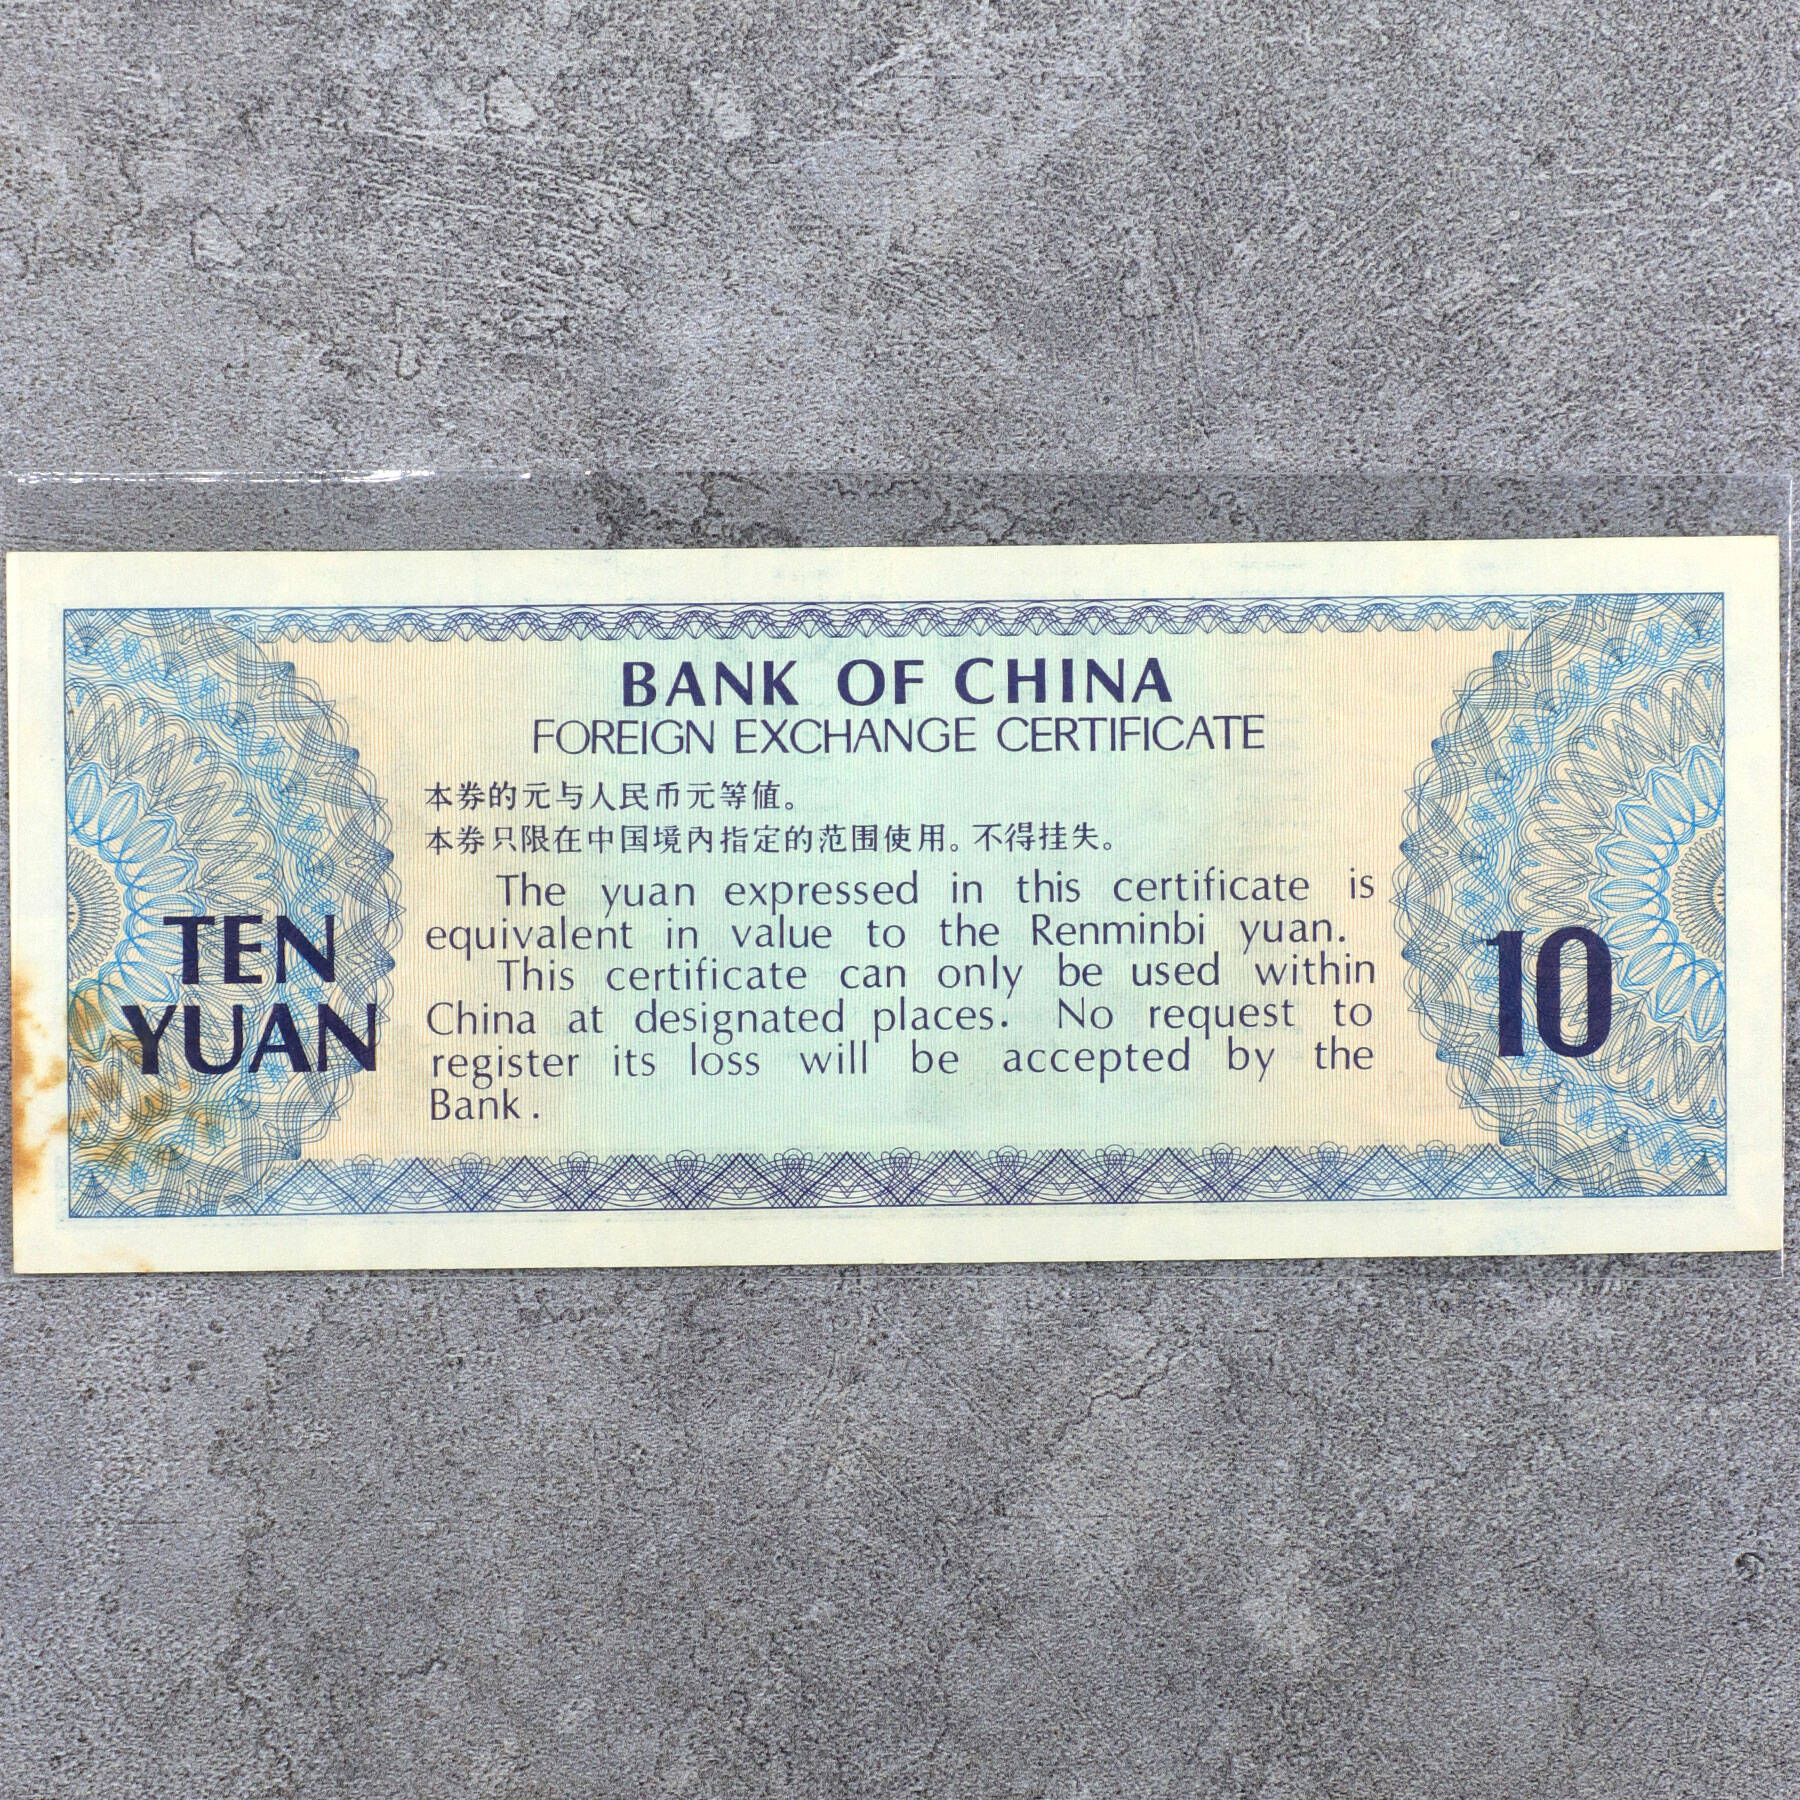 BANK OF CHINA
FOREIGN EXCHANGE CERTIFICATE
本券的元与人民币元等值。
本券只限在中国境内指定的范围使用。不得挂失。
The yuan expressed in this certificate is
equivalent in value to the Renminbi yuan.
This certificate can only be used within
China at designated places. No request to
register its loss will be accepted by the
Bank.
TEN
YUAN
10